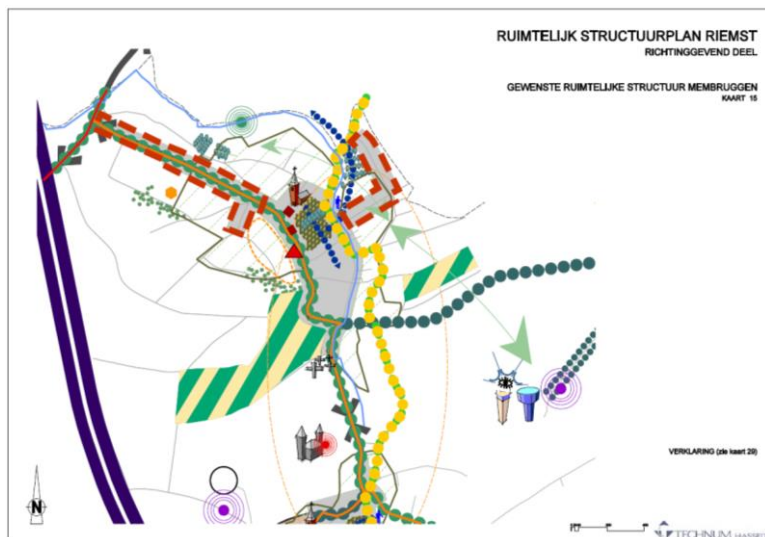 RUIMTELIJK STRUCTUURPLAN RIEMST
RICHTINGGEVEND DEEL
GEWENSTE RUIMTELIJKE STRUCTUUR MEMBRUGGEN
KAART 15
VERKLARING (zie kaart 29)
N
TECHNUM